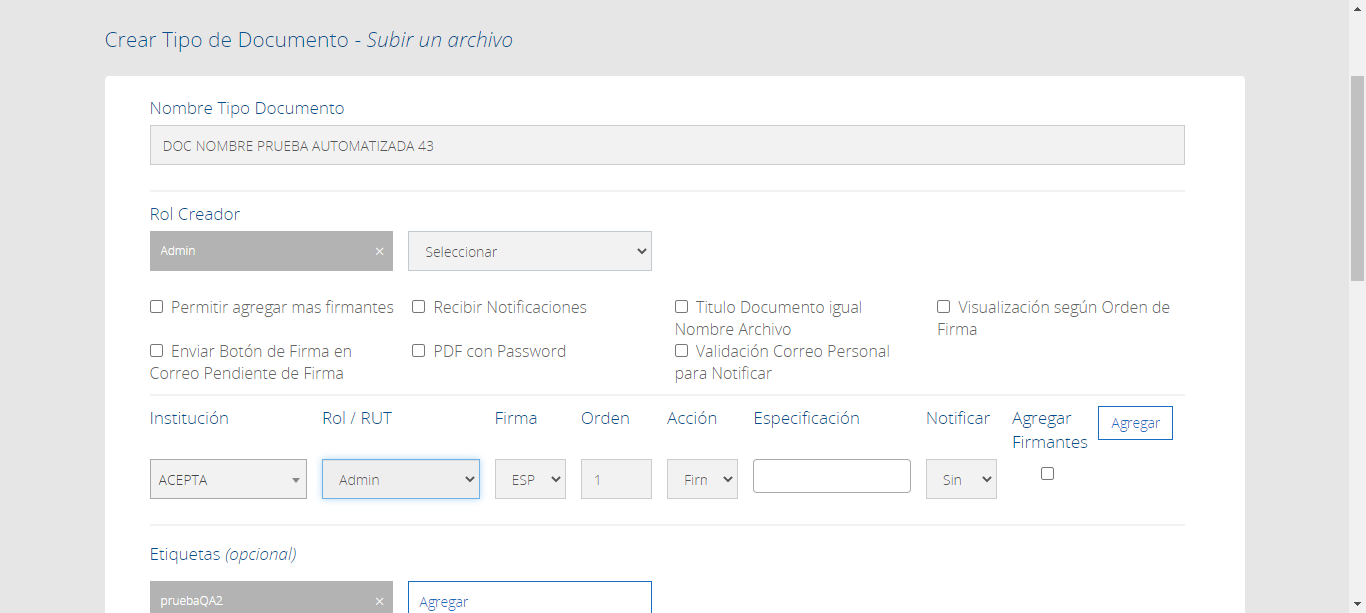 Crear Tipo de Documento - Subir un archivo
Nombre Tipo Documento
DOC NOMBRE PRUEBA AUTOMATIZADA 43
Rol Creador
Admin ×
Seleccionar
Permitir agregar mas firmantes
Recibir Notificaciones
Titulo Documento igual
Nombre Archivo
Visualización según Orden de
Firma
Enviar Botón de Firma en
Correo Pendiente de Firma
PDF con Password
Validación Correo Personal
para Notificar
Institución
Rol / RUT
Firma
Orden
Acción
Especificación
Notificar
Agregar
Firmantes
Agregar
ACEPTA
Admin
ESP
1
Firn
Sin
Etiquetas (opcional)
pruebaQA2 ×
Agregar